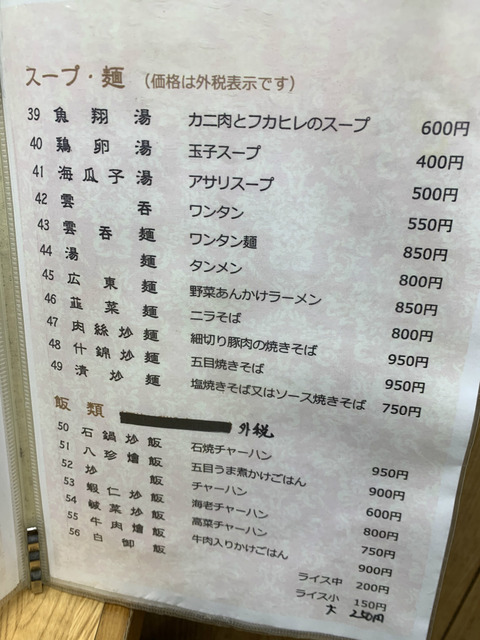 スープ・麺 （価格は外税表示です）
39 魚翔湯 カニ肉とフカヒレのスープ 600円
40 鶏卵湯 玉子スープ 400円
41 海瓜子湯 アサリスープ 500円
42 雲呑 ワンタン 550円
43 雲呑麺 ワンタン麺 850円
44 湯麺 タンメン 800円
45 広東麺 野菜あんかけラーメン 850円
46 韮菜麺 ニラそば 800円
47 肉絲炒麺 細切り豚肉の焼きそば 950円
48 什錦炒麺 五目焼きそば 950円
49 清炒麺 塩焼きそば又はソース焼きそば 750円
飯類 外税
50 石鍋炒飯 石焼チャーハン 950円
51 八珍燴飯 五目うま煮かけごはん 900円
52 炒飯 チャーハン 600円
53 蝦仁炒飯 海老チャーハン 800円
54 鹹菜炒飯 高菜チャーハン 750円
55 牛肉燴飯 牛肉入りかけごはん 900円
56 白御飯 ライス中 200円
ライス小 150円
大 250円